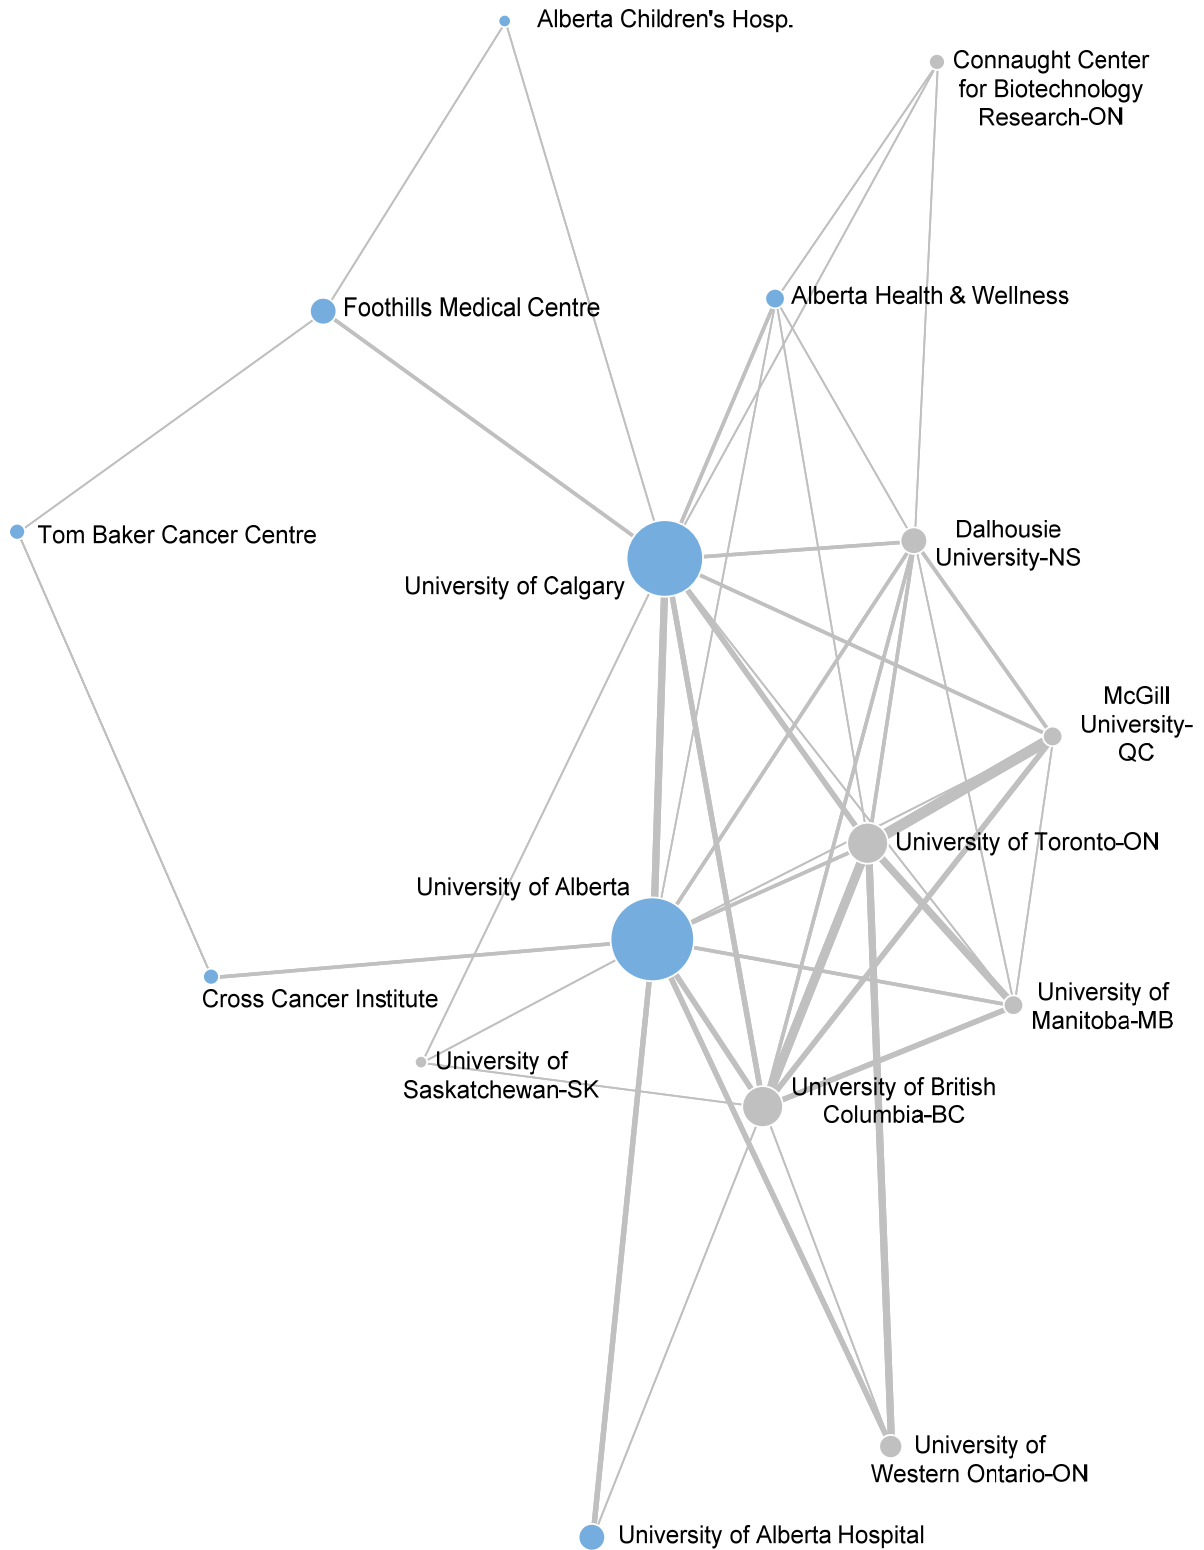 Alberta Children's Hosp.
Connaught Center
for Biotechnology
Research-ON
Alberta Health & Wellness
Foothills Medical Centre
Tom Baker Cancer Centre
Dalhousie
University-NS
University of Calgary
McGill
University-
QC
University of Toronto-ON
University of Alberta
Cross Cancer Institute
University of
Manitoba-MB
University of
Saskatchewan-SK
University of British
Columbia-BC
University of
Western Ontario-ON
University of Alberta Hospital